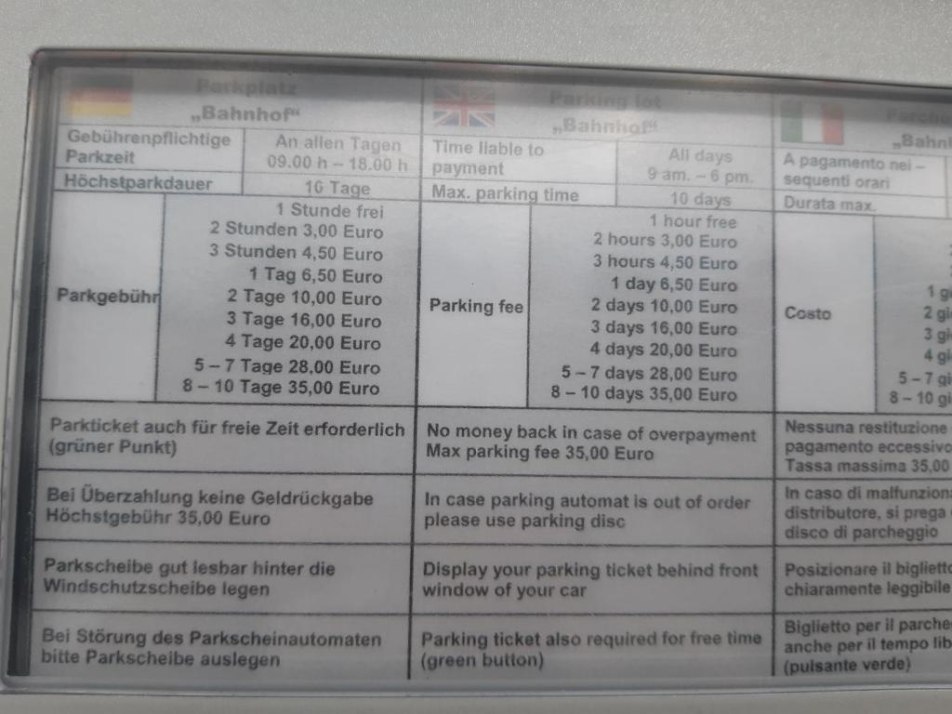 Parkplatz
„Bahnhof“
Gebührenpflichtige
Parkzeit
An allen Tagen
09.00 h – 18.00 h
Höchstparkdauer
10 Tage
Parkgebühr
1 Stunde frei
2 Stunden 3,00 Euro
3 Stunden 4,50 Euro
1 Tag 6,50 Euro
2 Tage 10,00 Euro
3 Tage 16,00 Euro
4 Tage 20,00 Euro
5 – 7 Tage 28,00 Euro
8 – 10 Tage 35,00 Euro
Parkticket auch für freie Zeit erforderlich
(grüner Punkt)
Bei Überzahlung keine Geldrückgabe
Höchstgebühr 35,00 Euro
Parkscheibe gut lesbar hinter die
Windschutzscheibe legen
Bei Störung des Parkscheinautomaten
bitte Parkscheibe auslegen
Parking lot
„Bahnhof“
Time liable to
payment
All days
9 am. – 6 pm.
Max. parking time
10 days
Parking fee
1 hour free
2 hours 3,00 Euro
3 hours 4,50 Euro
1 day 6,50 Euro
2 days 10,00 Euro
3 days 16,00 Euro
4 days 20,00 Euro
5 – 7 days 28,00 Euro
8 – 10 days 35,00 Euro
No money back in case of overpayment
Max parking fee 35,00 Euro
In case parking automat is out of order
please use parking disc
Display your parking ticket behind front
window of your car
Parking ticket also required for free time
(green button)
A pagamento nei –
sequenti orari
Durata max.
Costo
1 gi
2 gi
3 gi
4 gi
5 – 7 gi
8 – 10 gi
Nessuna restituzione
pagamento eccessivo
Tassa massima 35,00
In caso di malfunzion
distributore, si prega
disco di parcheggio
Posizionare il biglietto
chiaramente leggibile
Biglietto per il parche
anche per il tempo lib
(pulsante verde)